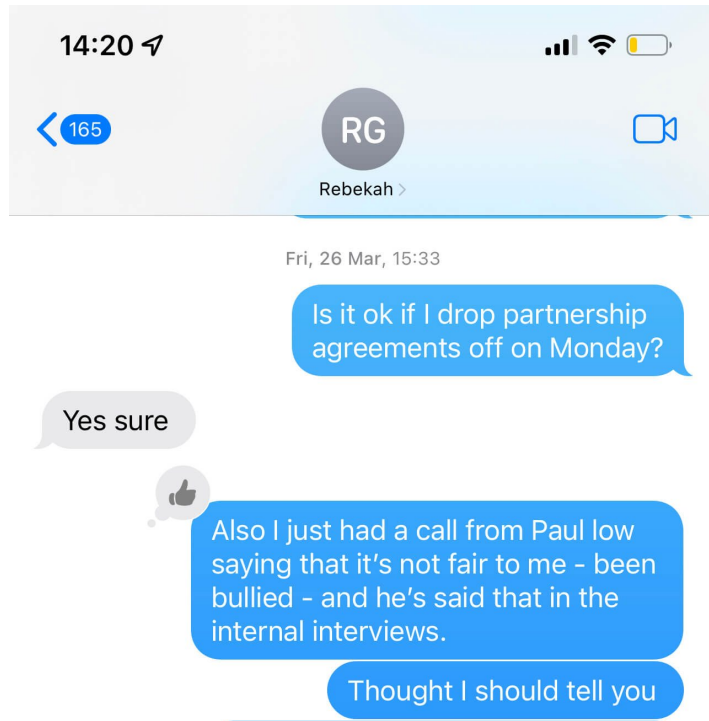 14:20
165
RG
Rebekah
Fri, 26 Mar, 15:33
Is it ok if I drop partnership
agreements off on Monday?
Yes sure
Also I just had a call from Paul low
saying that it's not fair to me - been
bullied - and he's said that in the
internal interviews.
Thought I should tell you